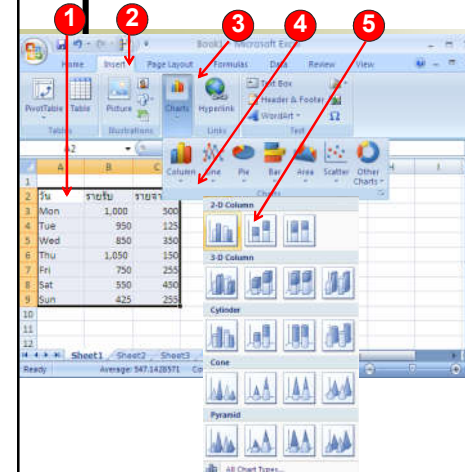 1 2 3 4 5
Book1 - Microsoft Excel
Home Insert Page Layout Formulas Data Review View
PivotTable Table Picture Charts Hyperlink Text Box
Header & Footer
WordArt
Tables Illustrations Links Text
A2
Column Line Pie Bar Area Scatter Other Charts
Charts
A B C H I
1
2 วัน รายรับ
3 Mon 1,000 500
4 Tue 950 125
5 Wed 850 350
6 Thu 1,050 150
7 Fri 750 255
8 Sat 550 450
9 Sun 425 255
10
11
12
2-D Column
3-D Column
Cylinder
Cone
Pyramid
All Chart Types...
Sheet1 Sheet2 Sheet3
Ready Average: 547.1428571